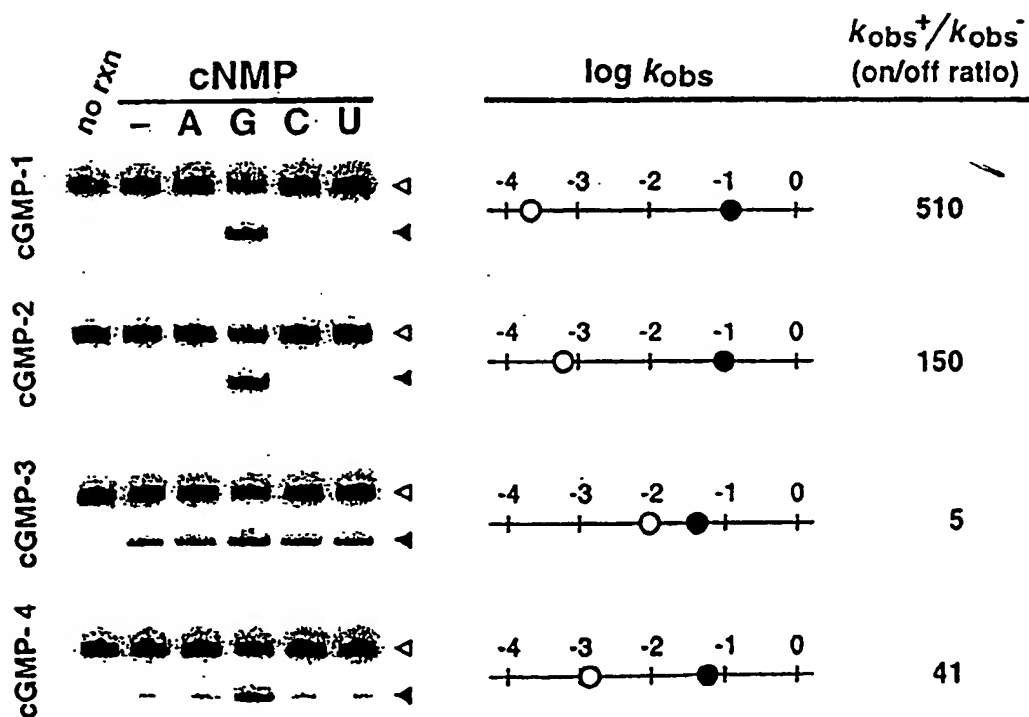 no rxn
cNMP
– A G C U
log kobs
kobs+/kobs-
(on/off ratio)
cGMP-1
-4 -3 -2 -1 0
510
cGMP-2
-4 -3 -2 -1 0
150
cGMP-3
-4 -3 -2 -1 0
5
cGMP-4
-4 -3 -2 -1 0
41